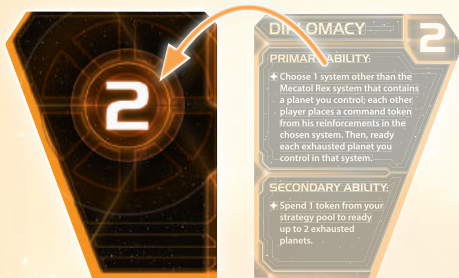 2
DIPLOMACY
2
PRIMARY ABILITY:
Choose 1 system other than the
Mecatol Rex system that contains
a planet you control; each other
player places a command token
from his reinforcements in the
chosen system. Then, ready
each exhausted planet you
control in that system.
SECONDARY ABILITY:
Spend 1 token from your
strategy pool to ready
up to 2 exhausted
planets.